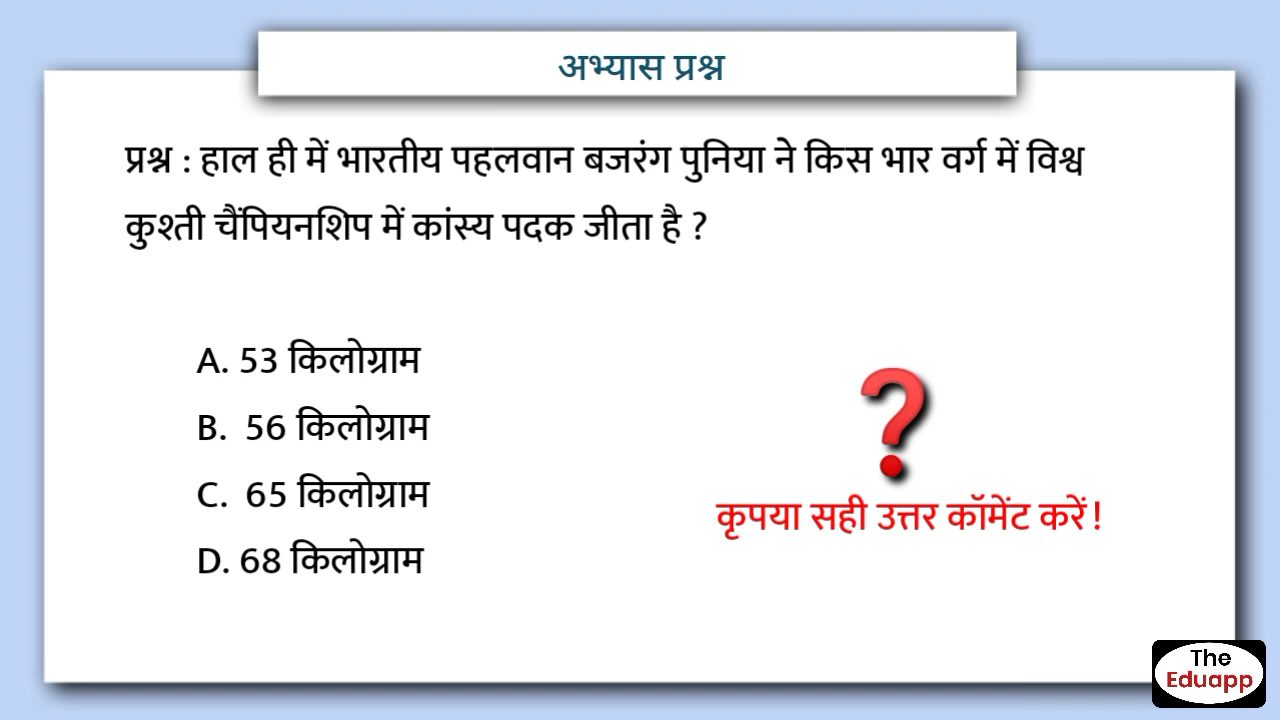 अभ्यास प्रश्न
प्रश्न : हाल ही में भारतीय पहलवान बजरंग पुनिया ने किस भार वर्ग में विश्व
कुश्ती चैंपियनशिप में कांस्य पदक जीता है ?
A. 53 किलोग्राम
B. 56 किलोग्राम
C. 65 किलोग्राम
D. 68 किलोग्राम
?
कृपया सही उत्तर कॉमेंट करें!
The
Eduapp